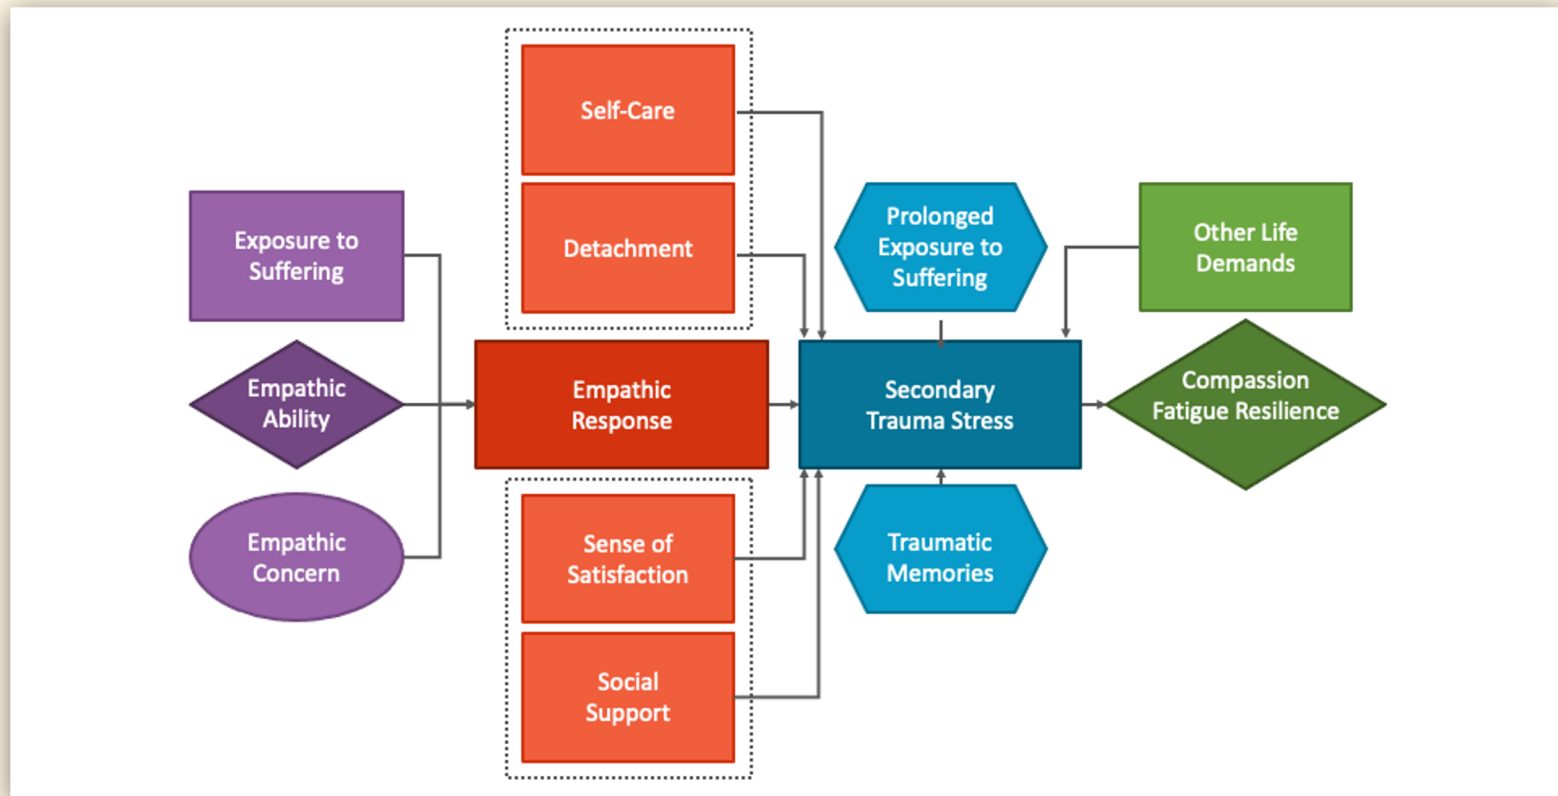 Self-Care
Detachment
Exposure to
Suffering
Prolonged
Exposure to
Suffering
Other Life
Demands
Empathic
Ability
Empathic
Response
Secondary
Trauma Stress
Compassion
Fatigue Resilience
Empathic
Concern
Sense of
Satisfaction
Traumatic
Memories
Social
Support